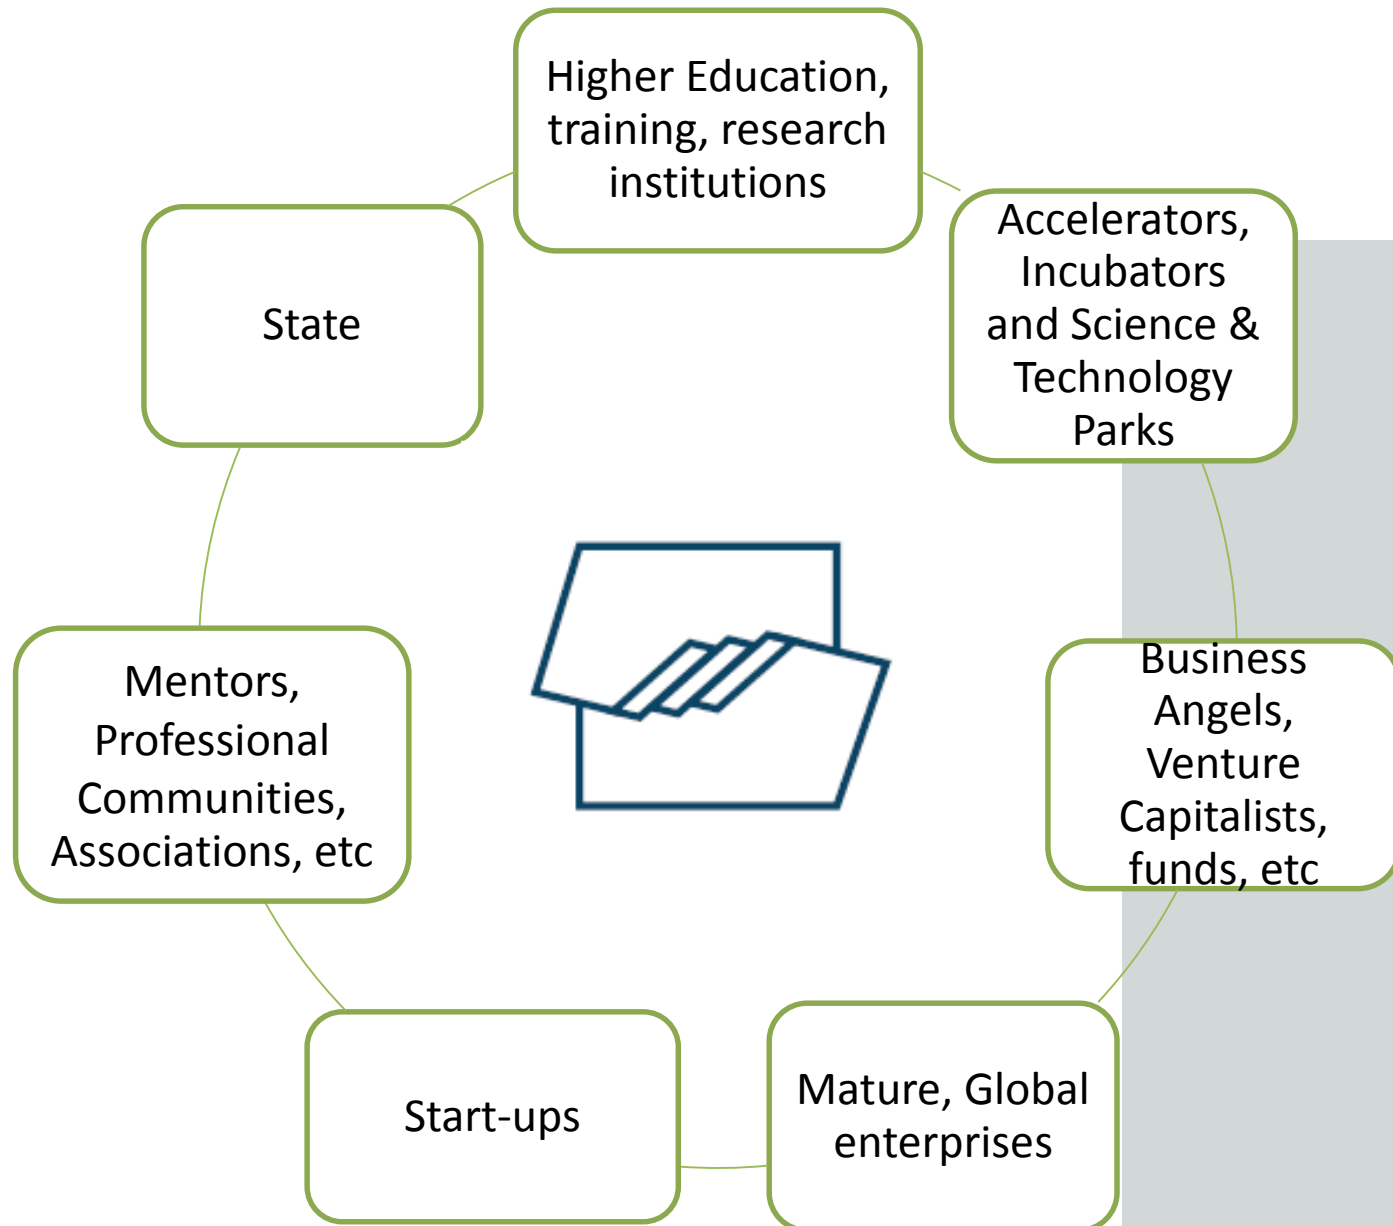 Higher Education,
training, research
institutions
Accelerators,
Incubators
and Science &
Technology
Parks
Business
Angels,
Venture
Capitalists,
funds, etc
Mature, Global
enterprises
Start-ups
Mentors,
Professional
Communities,
Associations, etc
State